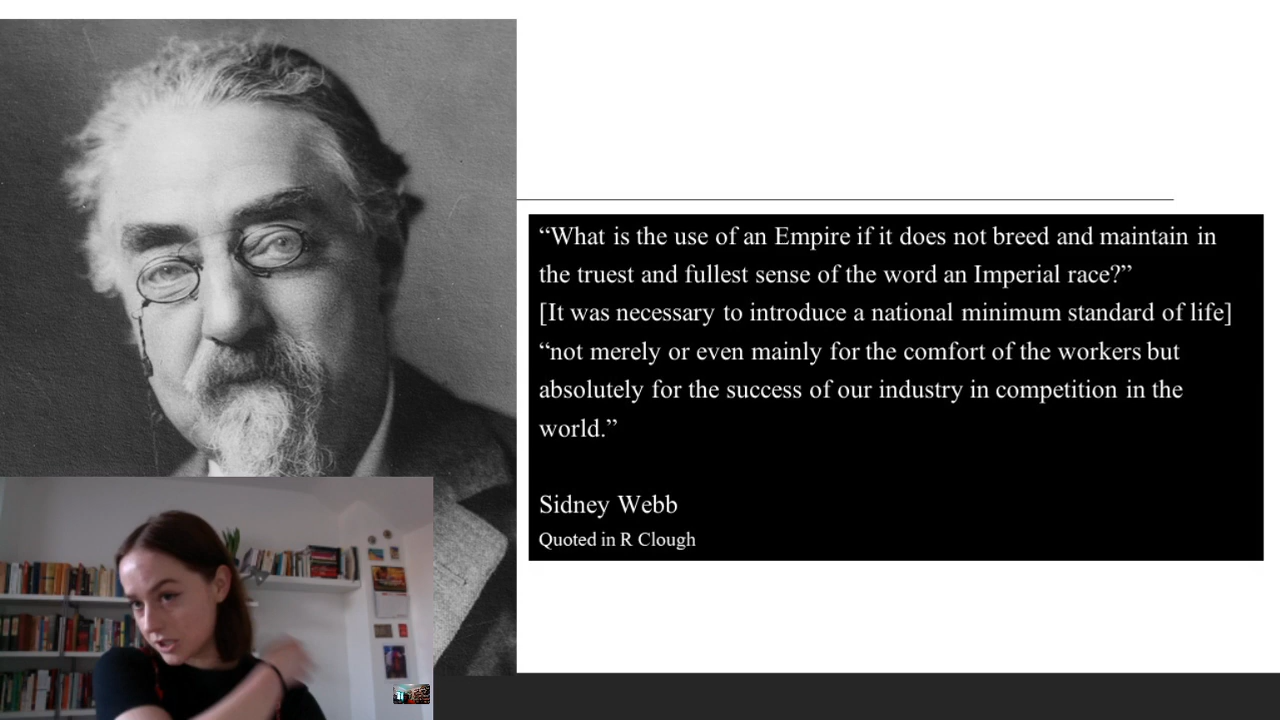 “What is the use of an Empire if it does not breed and maintain in
the truest and fullest sense of the word an Imperial race?”
[It was necessary to introduce a national minimum standard of life]
“not merely or even mainly for the comfort of the workers but
absolutely for the success of our industry in competition in the
world.”
Sidney Webb
Quoted in R Clough